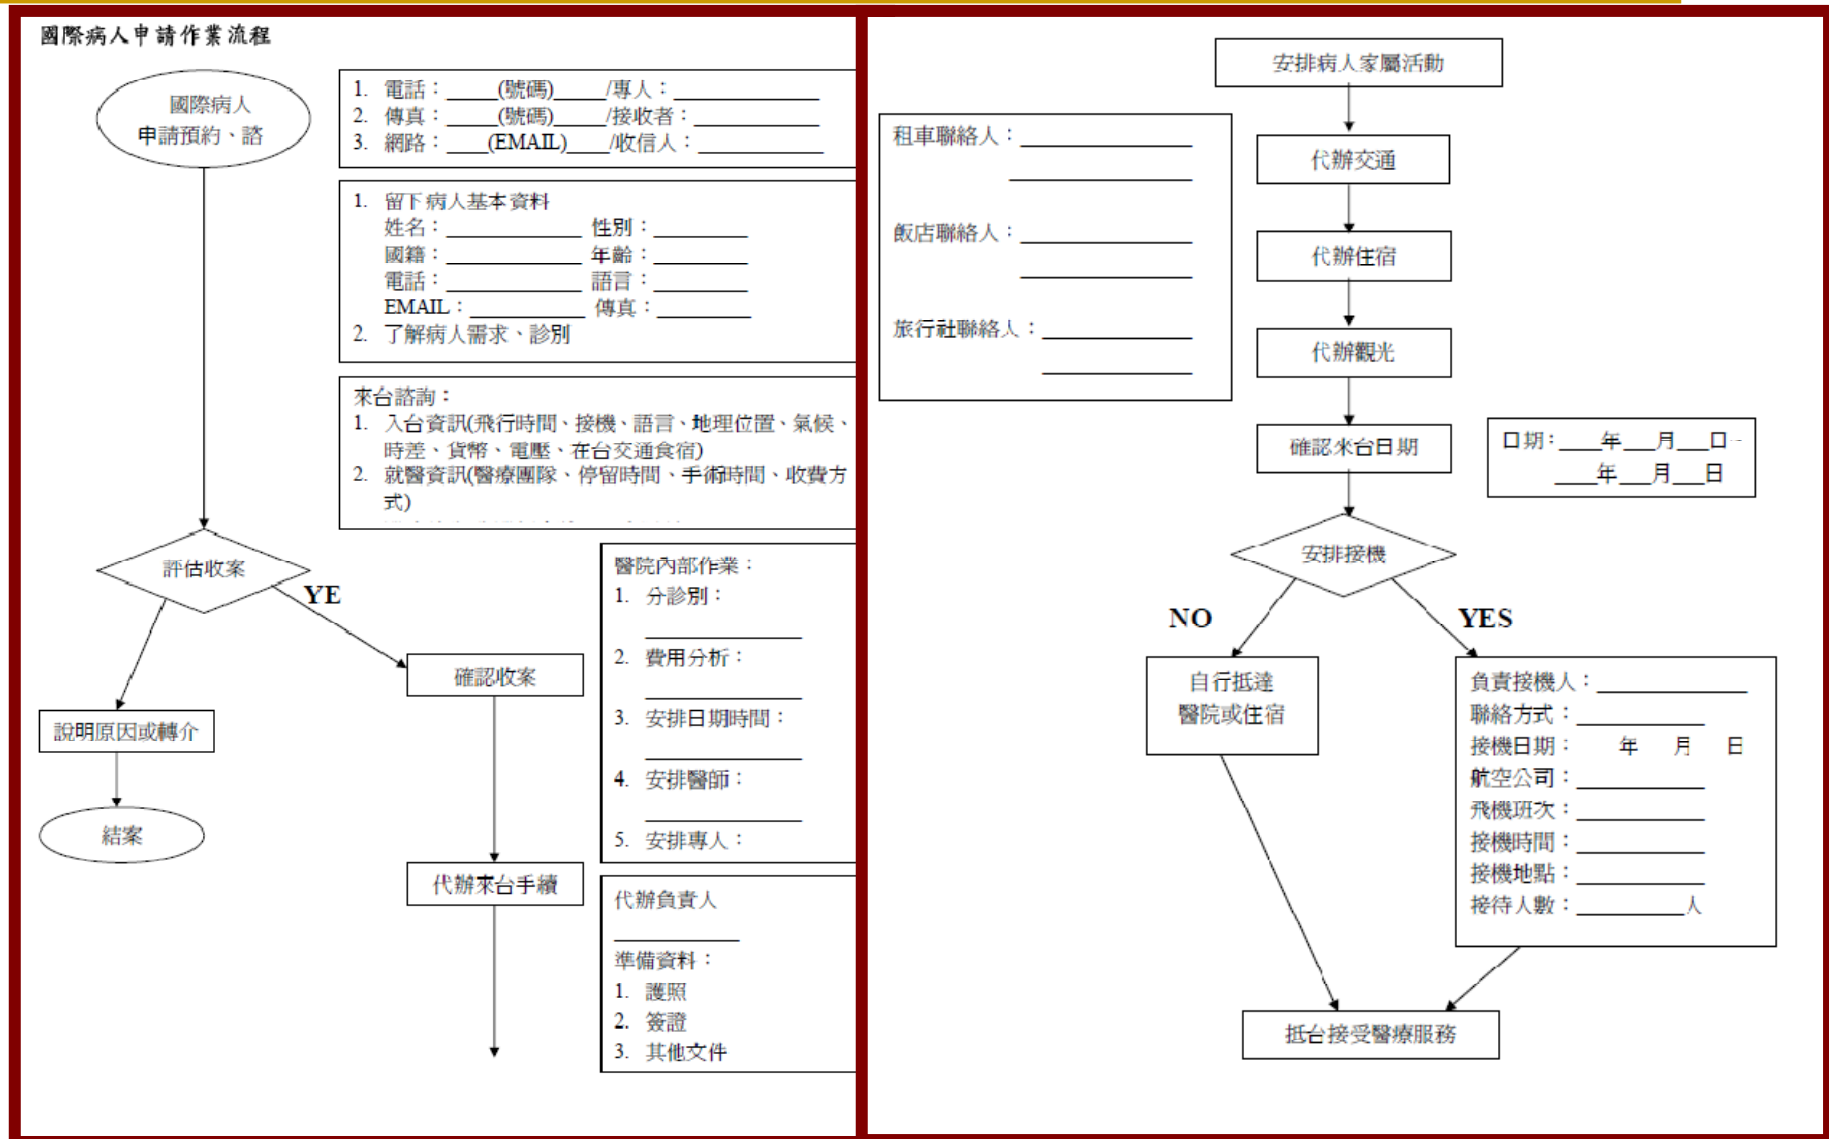 國際病人申請作業流程
國際病人
申請預約、諮
1. 電話：____(號碼)____/專人：____________
2. 傳真：____(號碼)____/接收者：__________
3. 網路：___(EMAIL)___/收信人：__________
1. 留下病人基本資料
姓名：___________ 性別：________
國籍：___________ 年齡：________
電話：___________ 語言：________
EMAIL：_________ 傳真：________
2. 了解病人需求、診別
來台諮詢：
1. 入台資訊(飛行時間、接機、語言、地理位置、氣候、
時差、貨幣、電壓、在台交通食宿)
2. 就醫資訊(醫療團隊、停留時間、手術時間、收費方
式)
評估收案
YE
確認收案
說明原因或轉介
結案
代辦來台手續
醫院內部作業：
1. 分診別：
____________
2. 費用分析：
____________
3. 安排日期時間：
____________
4. 安排醫師：
____________
5. 安排專人：
代辦負責人
__________
準備資料：
1. 護照
2. 簽證
3. 其他文件
安排病人家屬活動
租車聯絡人：______________
______________
飯店聯絡人：______________
______________
旅行社聯絡人：____________
____________
代辦交通
代辦住宿
代辦觀光
確認來台日期
日期：___年___月___日--
___年___月___日
安排接機
NO
YES
自行抵達
醫院或住宿
負責接機人：____________
聯絡方式：__________
接機日期： 年 月 日
航空公司：__________
飛機班次：__________
接機時間：__________
接機地點：__________
接待人數：_________人
抵台接受醫療服務